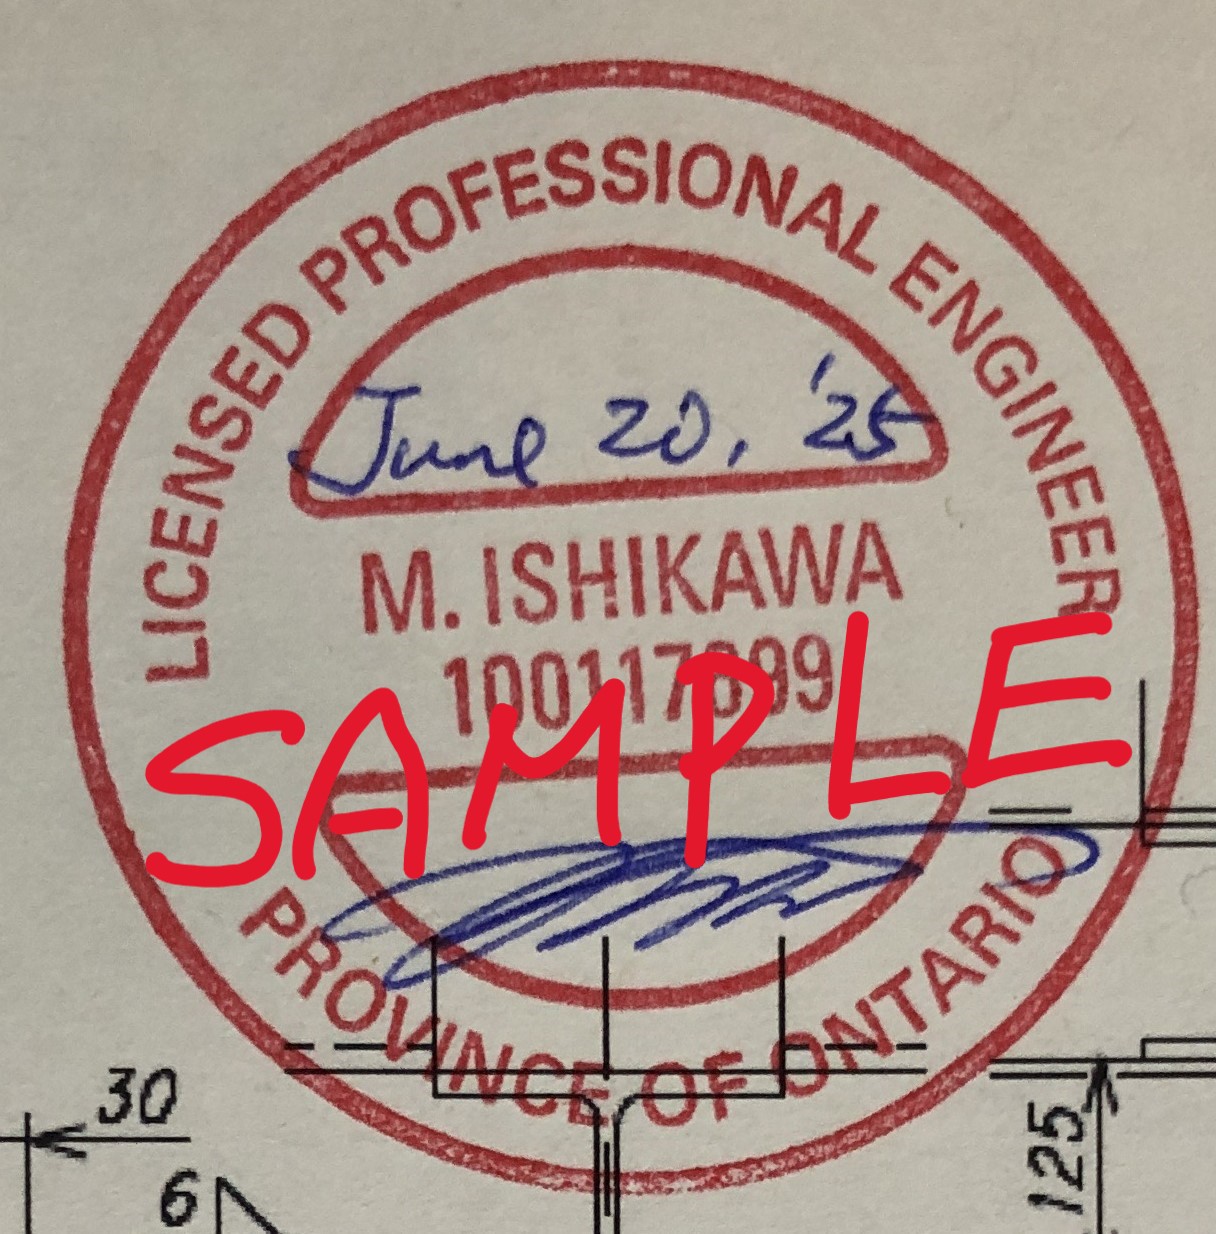 LICENSED PROFESSIONAL ENGINEER
June 20, '25
M. ISHIKAWA
SAMPLE
PROVINCE OF ONTARIO
30
6
125